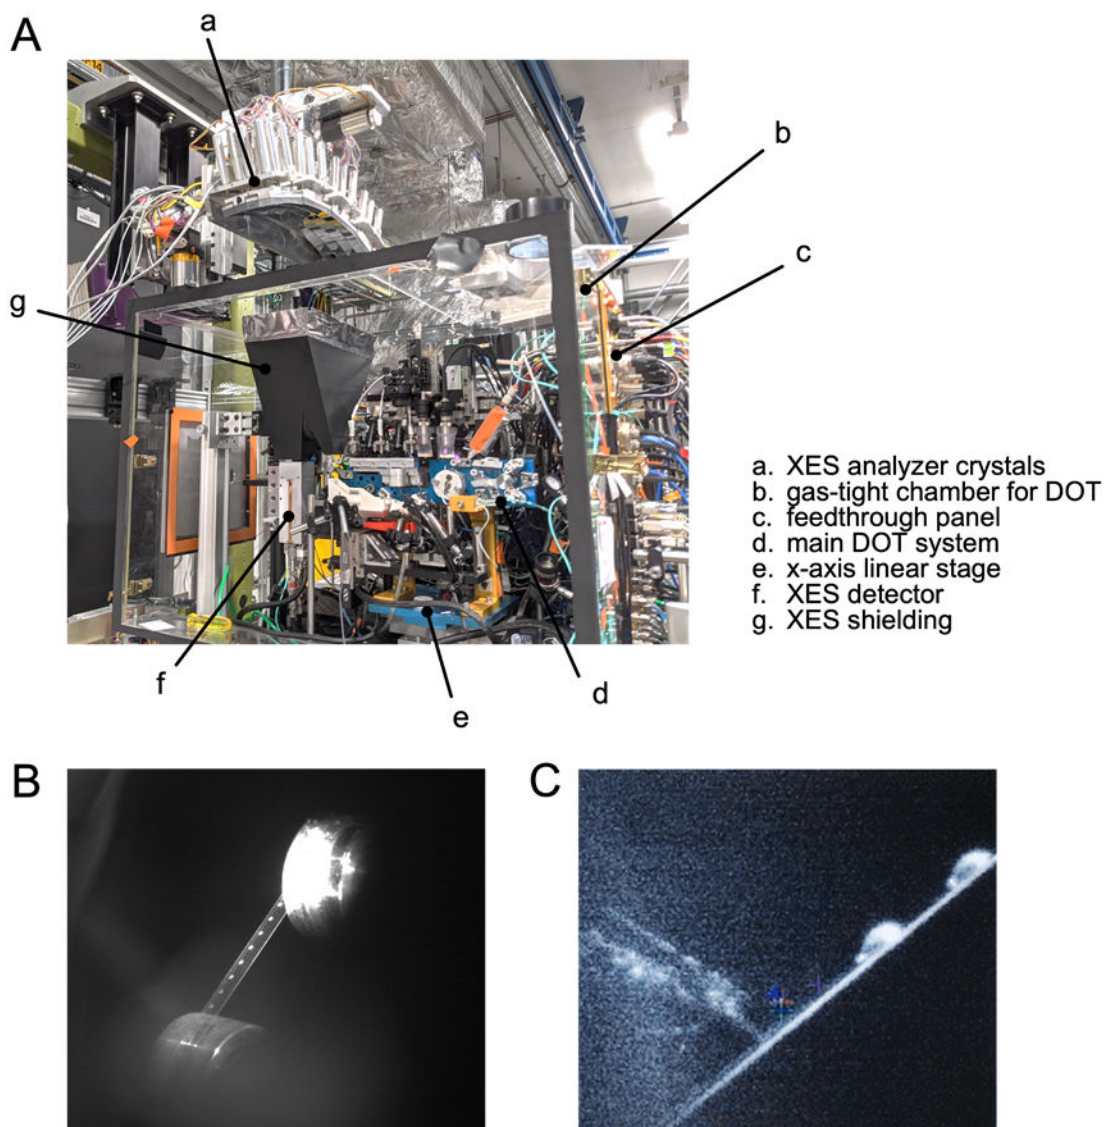 A
a
b
c
g
a. XES analyzer crystals
b. gas-tight chamber for DOT
c. feedthrough panel
d. main DOT system
e. x-axis linear stage
f. XES detector
g. XES shielding
f
e
d
B
C